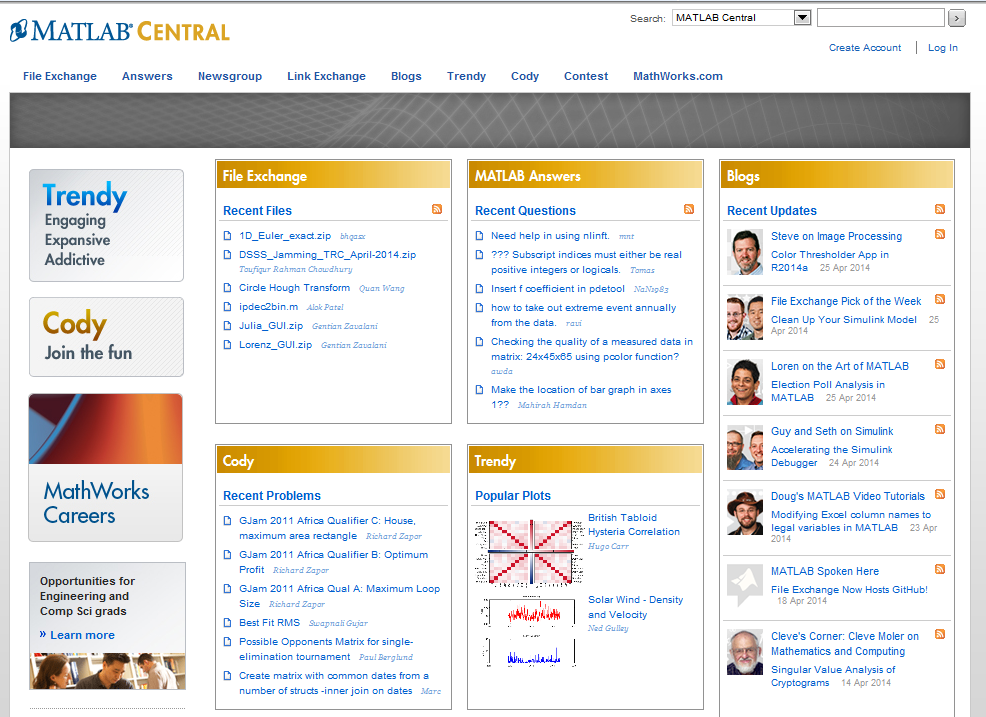 MATLAB® CENTRAL
Search: MATLAB Central
Create Account | Log In
File Exchange Answers Newsgroup Link Exchange Blogs Trendy Cody Contest MathWorks.com
Trendy
Engaging
Expansive
Addictive
Cody
Join the fun
MathWorks
Careers
Opportunities for
Engineering and
Comp Sci grads
» Learn more
File Exchange
Recent Files
1D_Euler_exact.zip bhqasx
DSSS_Jamming_TRC_April-2014.zip
Toufiqur Rahman Chowdhury
Circle Hough Transform Quan Wang
ipdec2bin.m Alok Patel
Julia_GUI.zip Gentian Zavalani
Lorenz_GUI.zip Gentian Zavalani
MATLAB Answers
Recent Questions
Need help in using nlinft. mnt
??? Subscript indices must either be real
positive integers or logicals. Tomas
Insert f coefficient in pdetool NaN1983
how to take out extreme event annually
from the data. ravi
Checking the quality of a measured data in
matrix: 24x45x65 using pcolor function?
awda
Make the location of bar graph in axes
1?? Mahirah Hamdan
Cody
Recent Problems
GJam 2011 Africa Qualifier C: House,
maximum area rectangle Richard Zapor
GJam 2011 Africa Qualifier B: Optimum
Profit Richard Zapor
GJam 2011 Africa Qual A: Maximum Loop
Size Richard Zapor
Best Fit RMS Swapnali Gujar
Possible Opponents Matrix for single-
elimination tournament Paul Berglund
Create matrix with common dates from a
number of structs -inner join on dates Marc
Trendy
Popular Plots
British Tabloid
Hysteria Correlation
Hugo Carr
Solar Wind - Density
and Velocity
Ned Gulley
Blogs
Recent Updates
Steve on Image Processing
Color Thresholder App in
R2014a 25 Apr 2014
File Exchange Pick of the Week
Clean Up Your Simulink Model 25
Apr 2014
Loren on the Art of MATLAB
Election Poll Analysis in
MATLAB 25 Apr 2014
Guy and Seth on Simulink
Accelerating the Simulink
Debugger 24 Apr 2014
Doug's MATLAB Video Tutorials
Modifying Excel column names to
legal variables in MATLAB 23 Apr
2014
MATLAB Spoken Here
File Exchange Now Hosts GitHub!
18 Apr 2014
Cleve's Corner: Cleve Moler on
Mathematics and Computing
Singular Value Analysis of
Cryptograms 14 Apr 2014